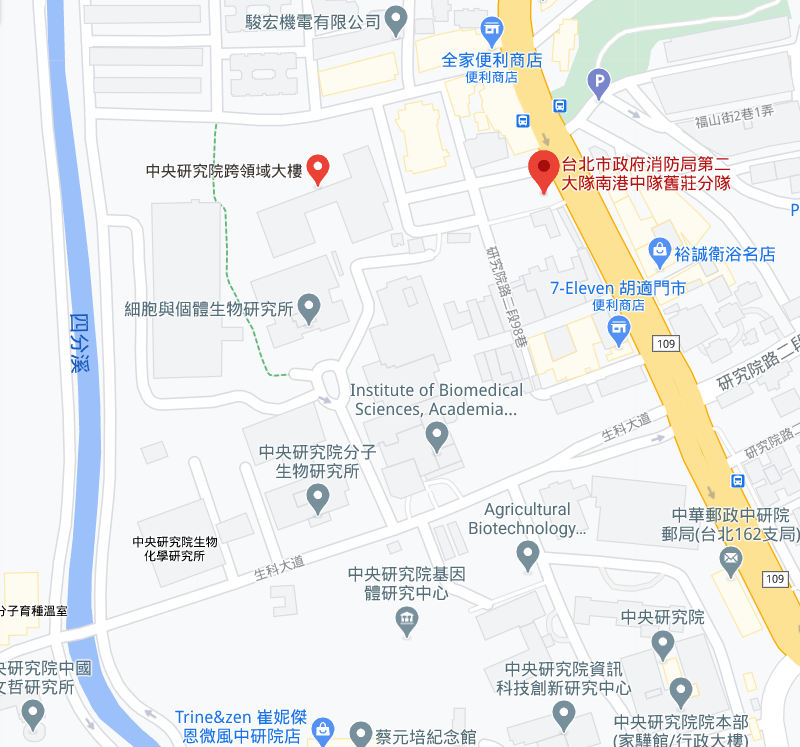 駿宏機電有限公司
全家便利商店
便利商店
P
福山街2巷1弄
中央研究院跨領域大樓
台北市政府消防局第二
大隊南港中隊舊莊分隊
P
裕誠衛浴名店
研究院路二段98巷
7-Eleven 胡適門市
便利商店
細胞與個體生物研究所
四分溪
109
研究院路二段
Institute of Biomedical
Sciences, Academia...
生科大道
研究院路二
中央研究院分子
生物研究所
Agricultural
Biotechnology...
中華郵政中研院
郵局(台北162支局)
中央研究院生物
化學研究所
生科大道
中央研究院基因
體研究中心
109
分子育種溫室
中央研究院
央研究院中國
文哲研究所
中央研究院資訊
科技創新研究中心
Trine&zen 崔妮傑
恩微風中研院店
蔡元培紀念館
中央研究院院本部
(家驊館/行政大樓)